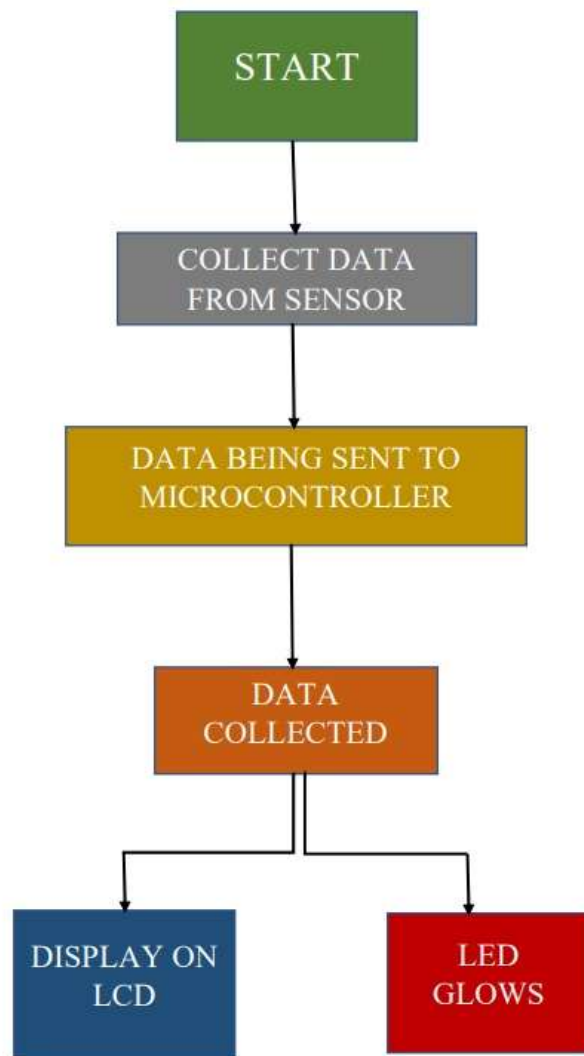 START
COLLECT DATA
FROM SENSOR
DATA BEING SENT TO
MICROCONTROLLER
DATA
COLLECTED
DISPLAY ON
LCD
LED
GLOWS